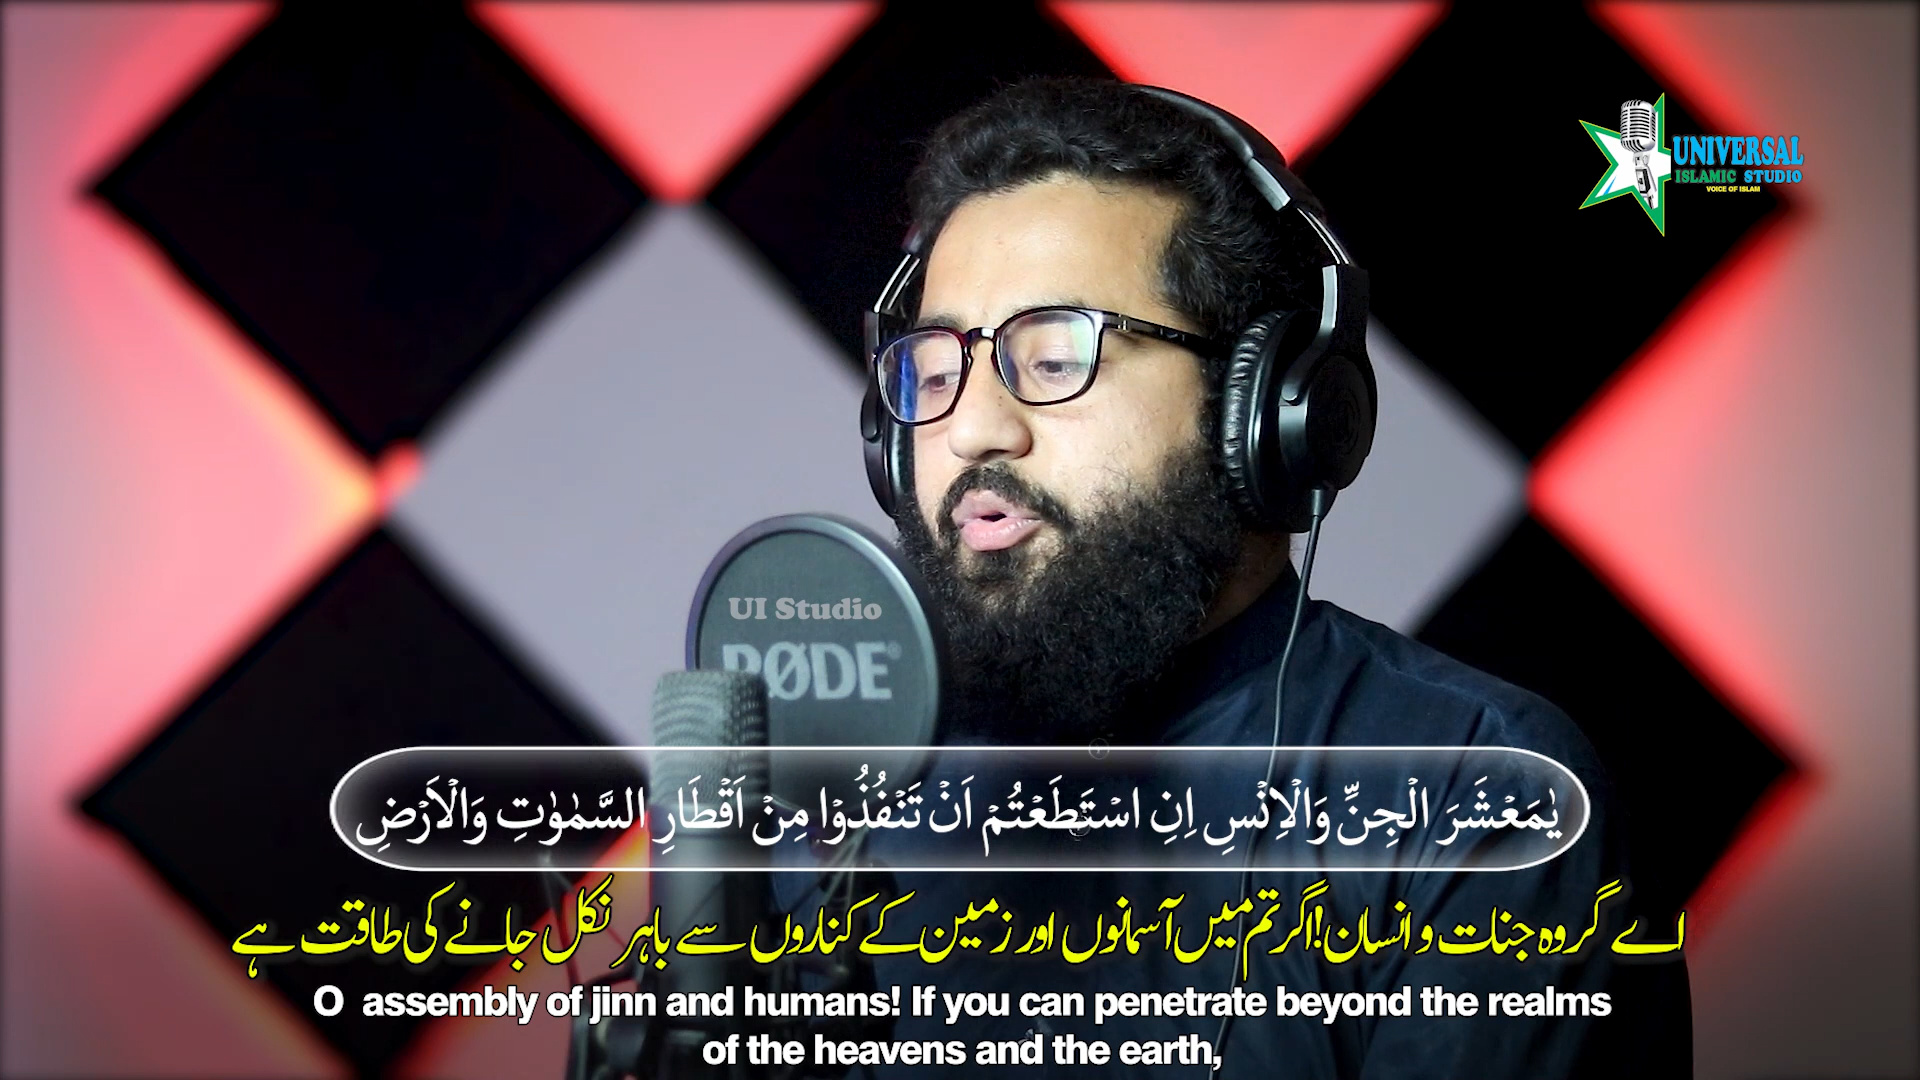 UNIVERSAL
ISLAMIC STUDIO
VOICE OF ISLAM
UI Studio
RØDE®
يٰمَعْشَرَ الْجِنِّ وَالْاِنْسِ اِنِ اسْتَطَعْتُمْ اَنْ تَنْفُذُوْا مِنْ اَقْطَارِ السَّمٰوٰتِ وَالْاَرْضِ
اے گروہ جنات و انسان! اگر تم میں آسمانوں اور زمین کے کناروں سے باہر نکل جانے کی طاقت ہے
O assembly of jinn and humans! If you can penetrate beyond the realms
of the heavens and the earth,